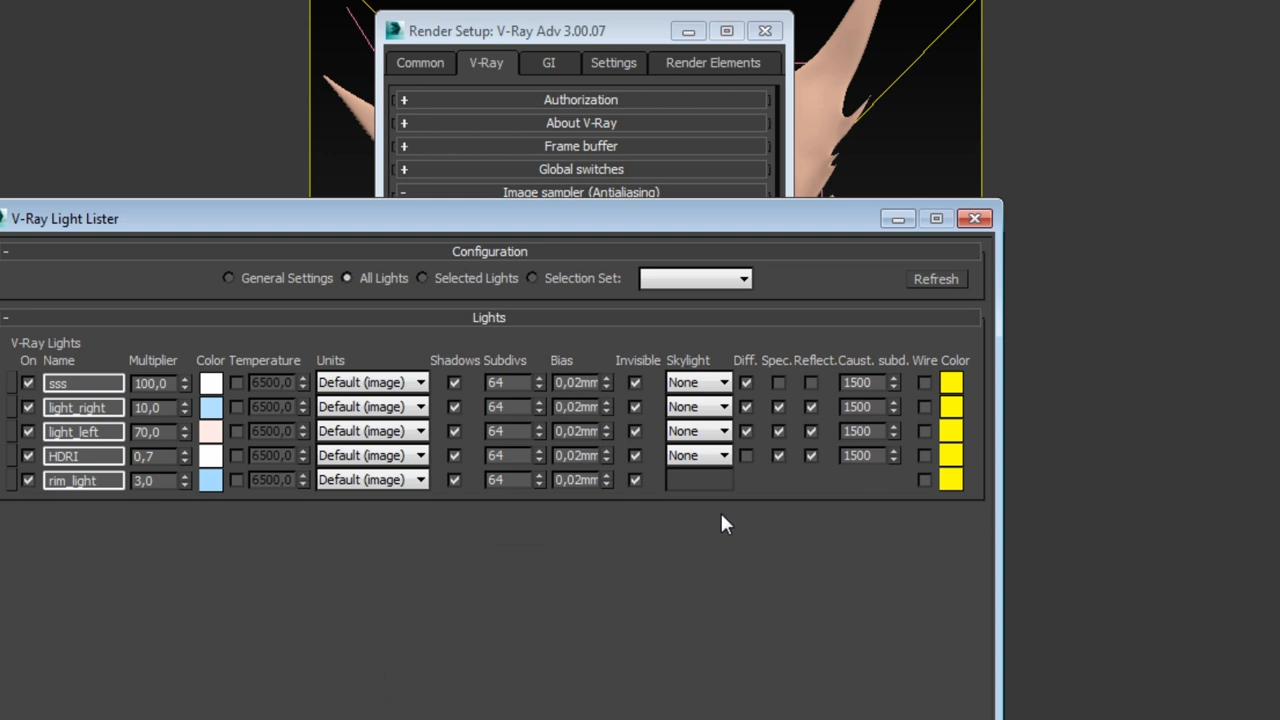 Render Setup: V-Ray Adv 3.00.07
Common V-Ray GI Settings Render Elements
+ Authorization
+ About V-Ray
+ Frame buffer
+ Global switches
- Image sampler (Antialiasing)
V-Ray Light Lister
- Configuration
General Settings All Lights Selected Lights Selection Set: Refresh
- Lights
V-Ray Lights
On Name Multiplier Color Temperature Units Shadows Subdivs Bias Invisible Skylight Diff. Spec. Reflect. Caust. subd. Wire Color
sss 100,0 6500,0 Default (image) 64 0,02mm None 1500
light_right 10,0 6500,0 Default (image) 64 0,02mm None 1500
light_left 70,0 6500,0 Default (image) 64 0,02mm None 1500
HDRI 0,7 6500,0 Default (image) 64 0,02mm None 1500
rim_light 3,0 6500,0 Default (image) 64 0,02mm